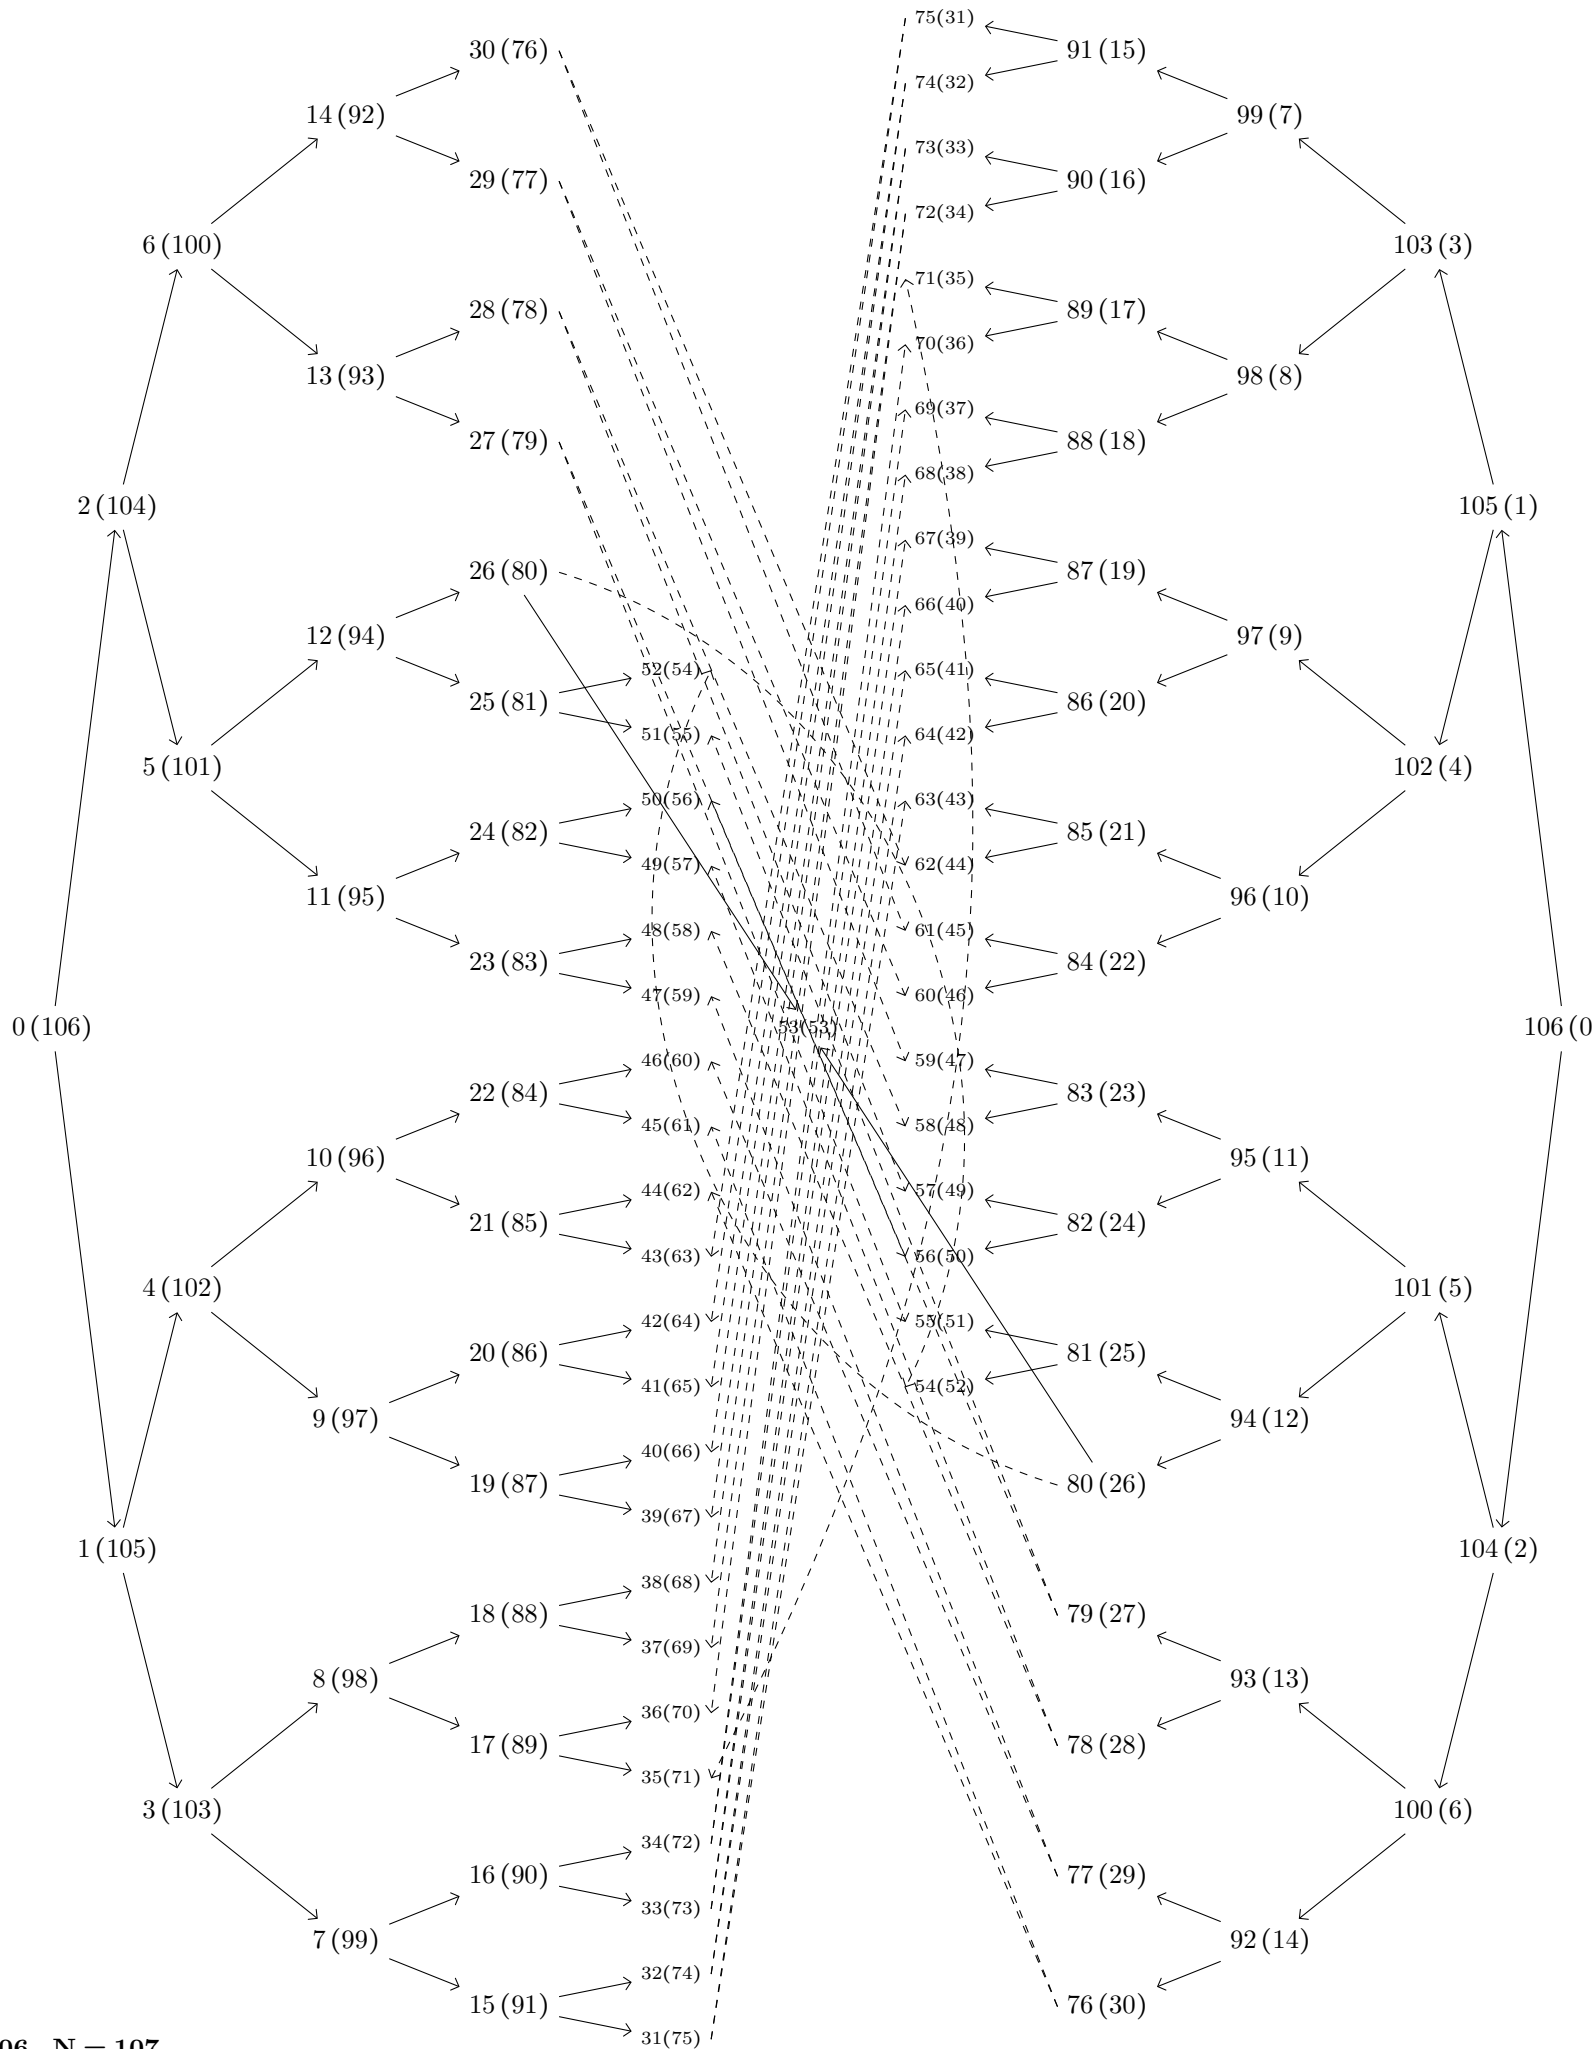 75(31)
30 (76) 91 (15)
74(32)
14 (92) 99 (7)
73(33)
29 (77) 90 (16)
72(34)
6 (100) 103 (3)
71(35)
28 (78) 89 (17)
70(36)
13 (93) 98 (8)
69(37)
27 (79) 88 (18)
68(38)
2 (104) 105 (1)
67(39)
26 (80) 87 (19)
66(40)
12 (94) 97 (9)
52(54) 65(41)
25 (81) 86 (20)
51(55) 64(42)
5 (101) 102 (4)
50(56) 63(43)
24 (82) 85 (21)
49(57) 62(44)
11 (95) 96 (10)
48(58) 61(45)
23 (83) 84 (22)
47(59) 60(46)
0 (106) 53(53) 106 (0
46(60) 59(47)
22 (84) 83 (23)
45(61) 58(48)
10 (96) 95 (11)
44(62) 57(49)
21 (85) 82 (24)
43(63) 56(50)
4 (102) 101 (5)
42(64) 55(51)
20 (86) 81 (25)
41(65) 54(52)
9 (97) 94 (12)
40(66)
19 (87) 80 (26)
39(67)
1 (105) 104 (2)
38(68)
18 (88) 79 (27)
37(69)
8 (98) 93 (13)
36(70)
17 (89) 78 (28)
35(71)
3 (103) 100 (6)
34(72)
16 (90) 77 (29)
33(73)
7 (99) 92 (14)
32(74)
15 (91) 76 (30)
31(75)
06 N = 107